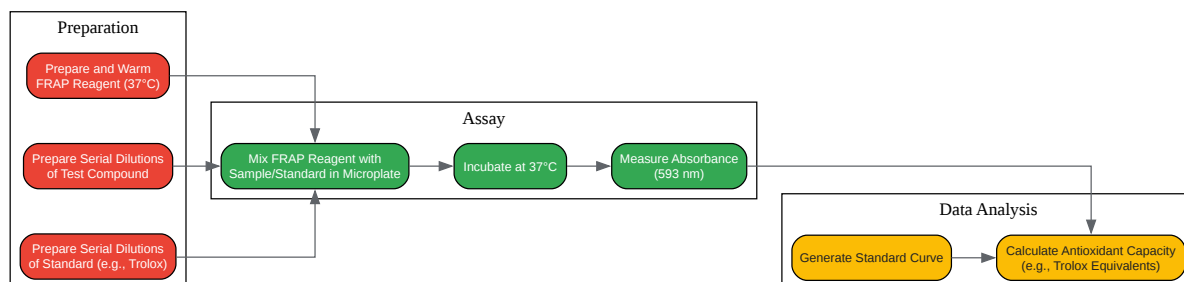 Preparation
Prepare and Warm
FRAP Reagent (37°C)
Prepare Serial Dilutions
of Test Compound
Prepare Serial Dilutions
of Standard (e.g., Trolox)
Assay
Mix FRAP Reagent with
Sample/Standard in Microplate
Incubate at 37°C
Measure Absorbance
(593 nm)
Data Analysis
Generate Standard Curve
Calculate Antioxidant Capacity
(e.g., Trolox Equivalents)